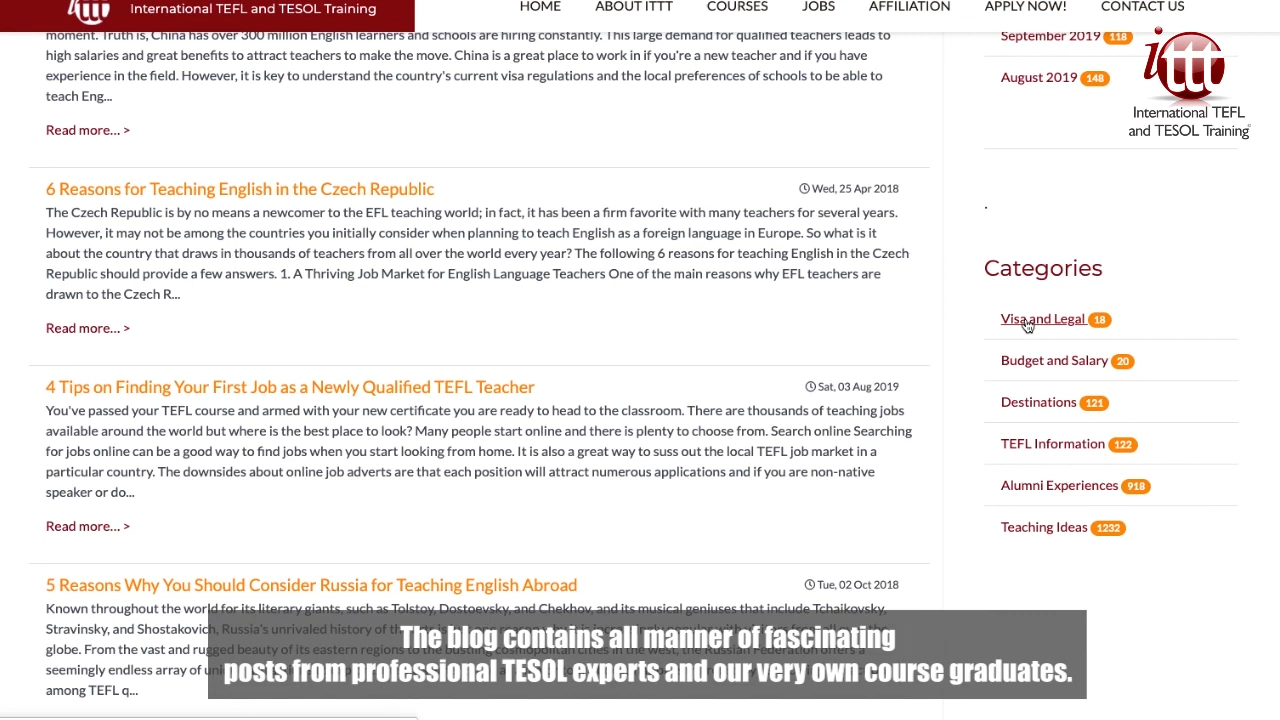 International TEFL and TESOL Training
HOME ABOUT ITTT COURSES JOBS AFFILIATION APPLY NOW! CONTACT US
moment. Truth is, China has over 300 million English learners and schools are hiring constantly. This large demand for qualified teachers leads to
high salaries and great benefits to attract teachers to make the move. China is a great place to work in if you're a new teacher and if you have
experience in the field. However, it is key to understand the country's current visa regulations and the local preferences of schools to be able to
teach Eng...
Read more... >
6 Reasons for Teaching English in the Czech Republic
Wed, 25 Apr 2018
The Czech Republic is by no means a newcomer to the EFL teaching world; in fact, it has been a firm favorite with many teachers for several years.
However, it may not be among the countries you initially consider when planning to teach English as a foreign language in Europe. So what is it
about the country that draws in thousands of teachers from all over the world every year? The following 6 reasons for teaching English in the Czech
Republic should provide a few answers. 1. A Thriving Job Market for English Language Teachers One of the main reasons why EFL teachers are
drawn to the Czech R...
Read more... >
4 Tips on Finding Your First Job as a Newly Qualified TEFL Teacher
Sat, 03 Aug 2019
You've passed your TEFL course and armed with your new certificate you are ready to head to the classroom. There are thousands of teaching jobs
available around the world but where is the best place to look? Many people start online and there is plenty to choose from. Search online Searching
for jobs online can be a good way to find jobs when you start looking from home. It is also a great way to suss out the local TEFL job market in a
particular country. The downsides about online job adverts are that each position will attract numerous applications and if you are non-native
speaker or do...
Read more... >
5 Reasons Why You Should Consider Russia for Teaching English Abroad
Tue, 02 Oct 2018
Known throughout the world for its literary giants, such as Tolstoy, Dostoevsky, and Chekhov, and its musical geniuses that include Tchaikovsky,
Stravinsky, and Shostakovich, Russia's unrivaled history of the
globe. From the vast and rugged beauty of its eastern regions to the bustling cosmopolitan cities in the west, the Russian Federation offers a
seemingly endless array of
among TEFL q...
September 2019 118
August 2019 148
ittt
International TEFL
and TESOL Training
.
Categories
Visa and Legal 18
Budget and Salary 20
Destinations 121
TEFL Information 122
Alumni Experiences 918
Teaching Ideas 1232
The blog contains all manner of fascinating
posts from professional TESOL experts and our very own course graduates.